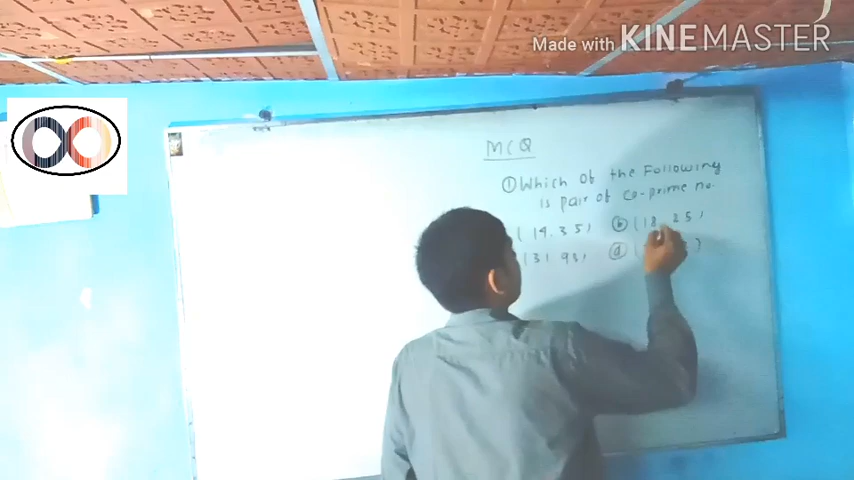 Made with KINEMASTER
MCQ
① Which of the Following
is pair of co-prime no.
(14, 35) ⓑ (18, 25)
(31 93) ⓓ ( )